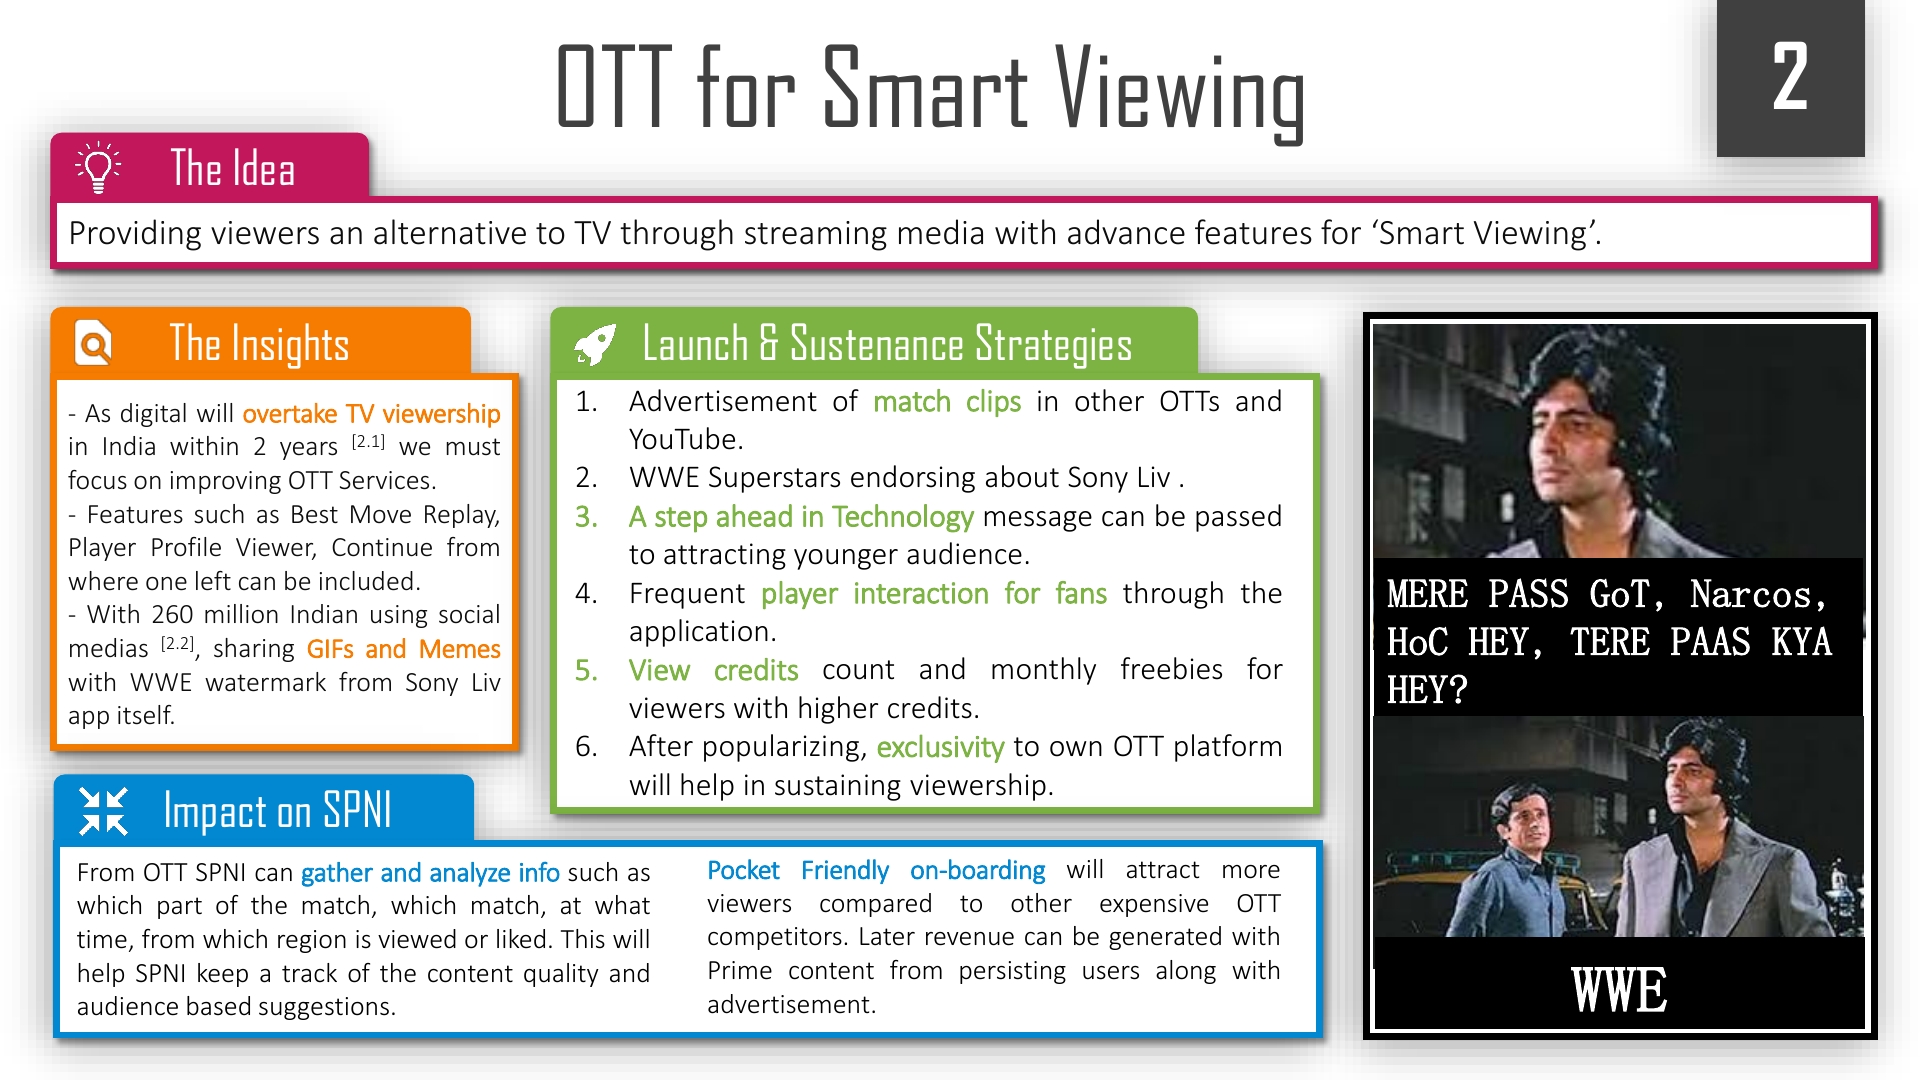 OTT for Smart Viewing
2
The Idea
Providing viewers an alternative to TV through streaming media with advance features for ‘Smart Viewing’.
The Insights
- As digital will overtake TV viewership
in India within 2 years [2.1] we must
focus on improving OTT Services.
- Features such as Best Move Replay,
Player Profile Viewer, Continue from
where one left can be included.
- With 260 million Indian using social
medias [2.2], sharing GIFs and Memes
with WWE watermark from Sony Liv
app itself.
Launch & Sustenance Strategies
1. Advertisement of match clips in other OTTs and
YouTube.
2. WWE Superstars endorsing about Sony Liv .
3. A step ahead in Technology message can be passed
to attracting younger audience.
4. Frequent player interaction for fans through the
application.
5. View credits count and monthly freebies for
viewers with higher credits.
6. After popularizing, exclusivity to own OTT platform
will help in sustaining viewership.
Impact on SPNI
From OTT SPNI can gather and analyze info such as
which part of the match, which match, at what
time, from which region is viewed or liked. This will
help SPNI keep a track of the content quality and
audience based suggestions.
Pocket Friendly on-boarding will attract more
viewers compared to other expensive OTT
competitors. Later revenue can be generated with
Prime content from persisting users along with
advertisement.
MERE PASS GoT, Narcos,
HoC HEY, TERE PAAS KYA
HEY?
WWE